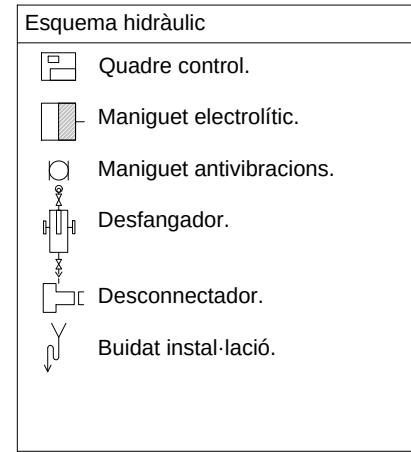 Esquema hidràulic
Quadre control.
Maniguet electrolític.
Maniguet antivibracions.
Desfangador.
Desconnectador.
Buidat instal·lació.